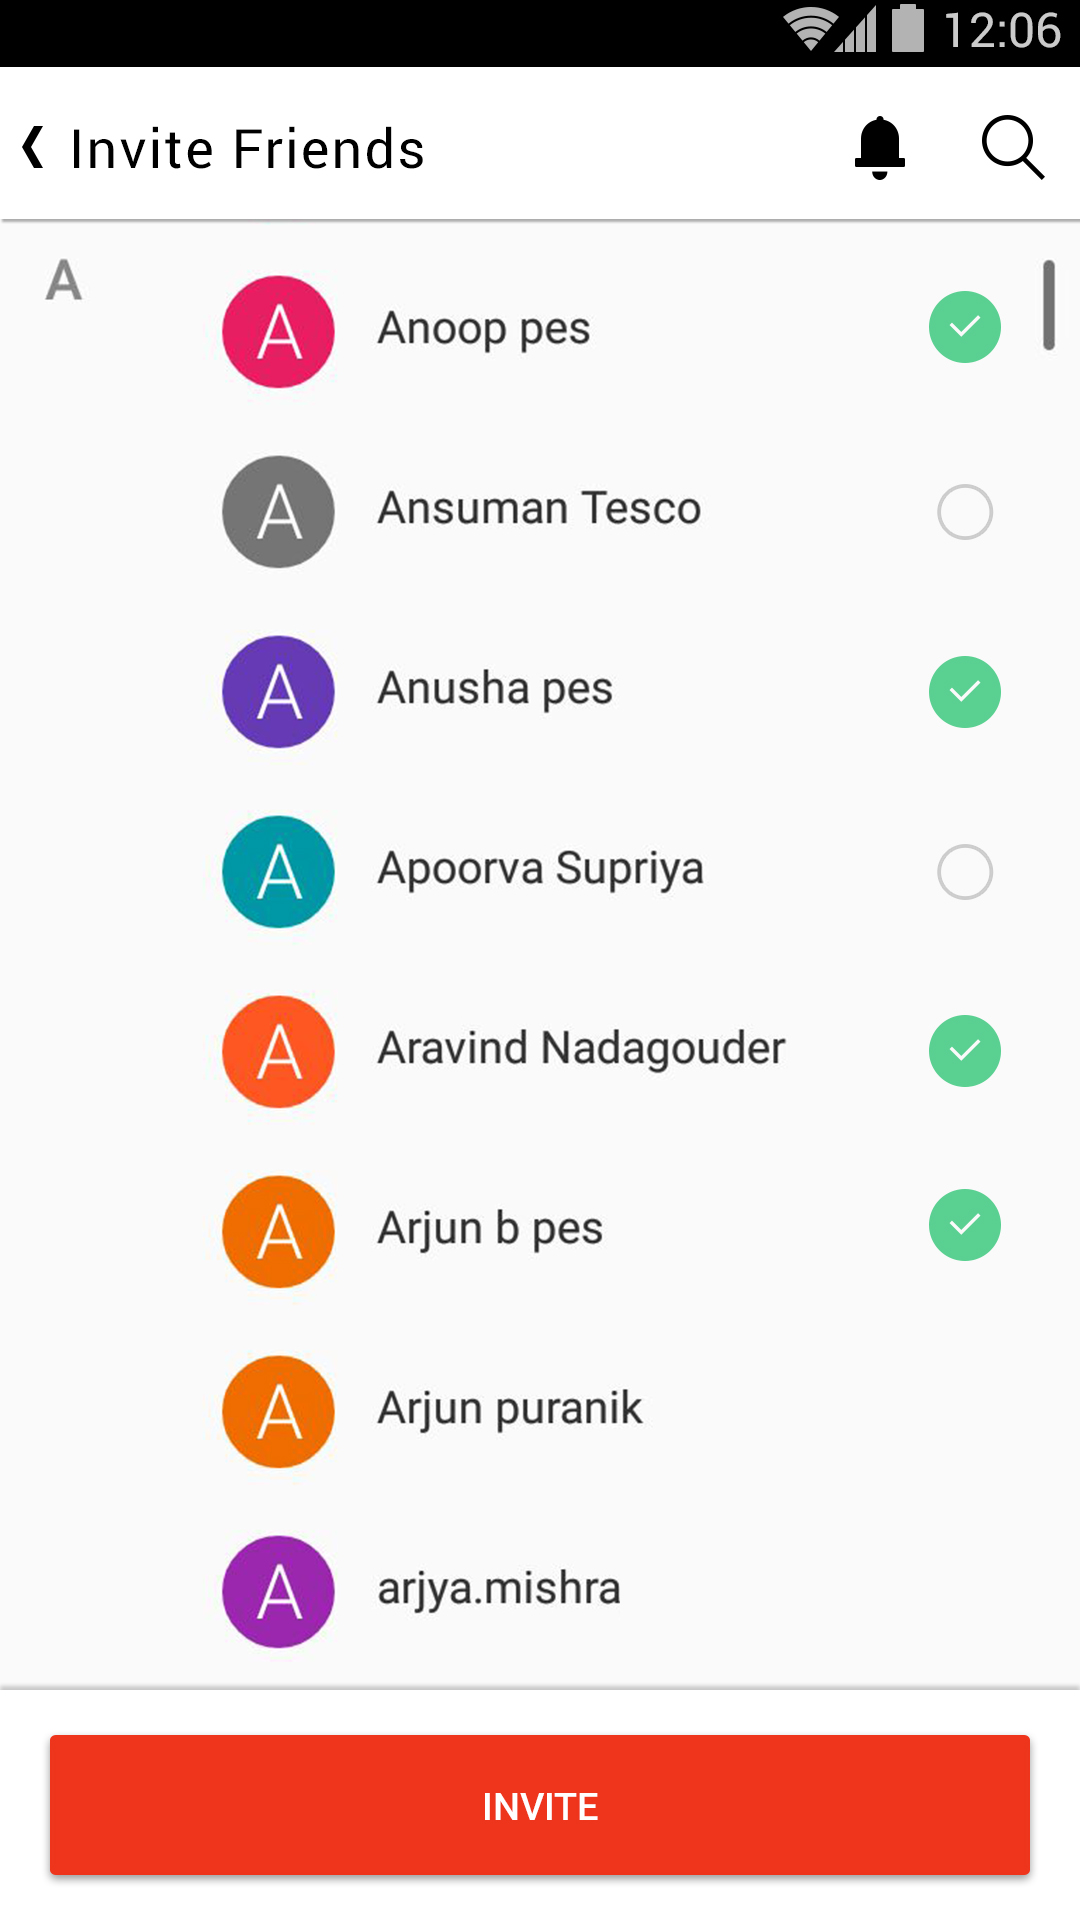 12:06
Invite Friends
A
A Anoop pes
A Ansuman Tesco
A Anusha pes
A Apoorva Supriya
A Aravind Nadagouder
A Arjun b pes
A Arjun puranik
A arjya.mishra
INVITE